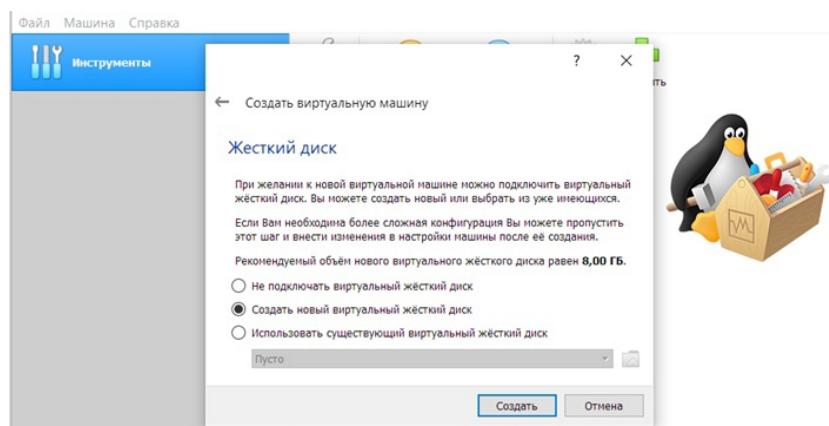 Файл Машина Справка
Инструменты
?
ть
Создать виртуальную машину
Жесткий диск
При желании к новой виртуальной машине можно подключить виртуальный
жёсткий диск. Вы можете создать новый или выбрать из уже имеющихся.
Если Вам необходима более сложная конфигурация Вы можете пропустить
этот шаг и внести изменения в настройки машины после её создания.
Рекомендуемый объём нового виртуального жёсткого диска равен 8,00 ГБ.
Не подключать виртуальный жёсткий диск
Создать новый виртуальный жёсткий диск
Использовать существующий виртуальный жёсткий диск
Пусто
Создать Отмена